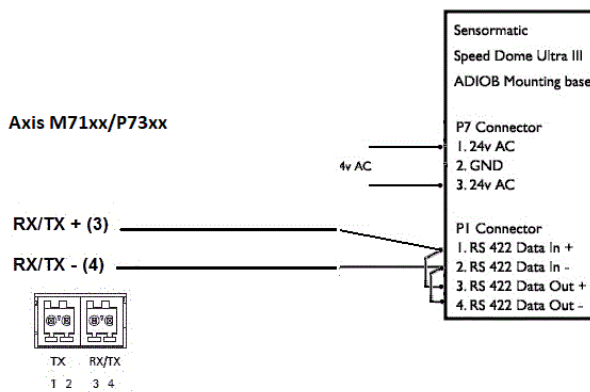 Sensormatic
Speed Dome Ultra III
ADIOB Mounting base
Axis M71xx/P73xx
P7 Connector
1. 24v AC
4v AC
2. GND
3. 24v AC
RX/TX + (3)
P1 Connector
1. RS 422 Data In +
RX/TX - (4)
2. RS 422 Data In -
3. RS 422 Data Out +
4. RS 422 Data Out -
TX RX/TX
1 2 3 4